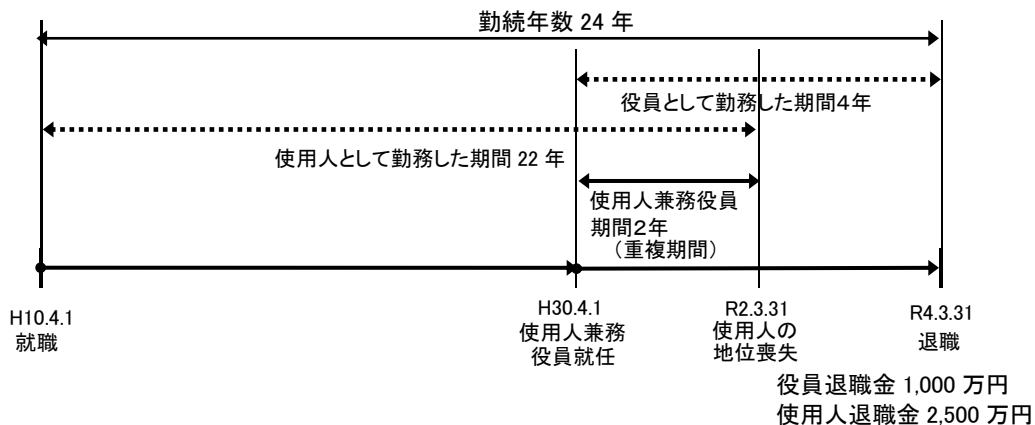 勤続年数 24 年
役員として勤務した期間４年
使用人として勤務した期間 22 年
使用人兼務役員
期間２年
（重複期間）
H10.4.1
就職
H30.4.1
使用人兼務
役員就任
R2.3.31
使用人の
地位喪失
R4.3.31
退職
役員退職金 1,000 万円
使用人退職金 2,500 万円